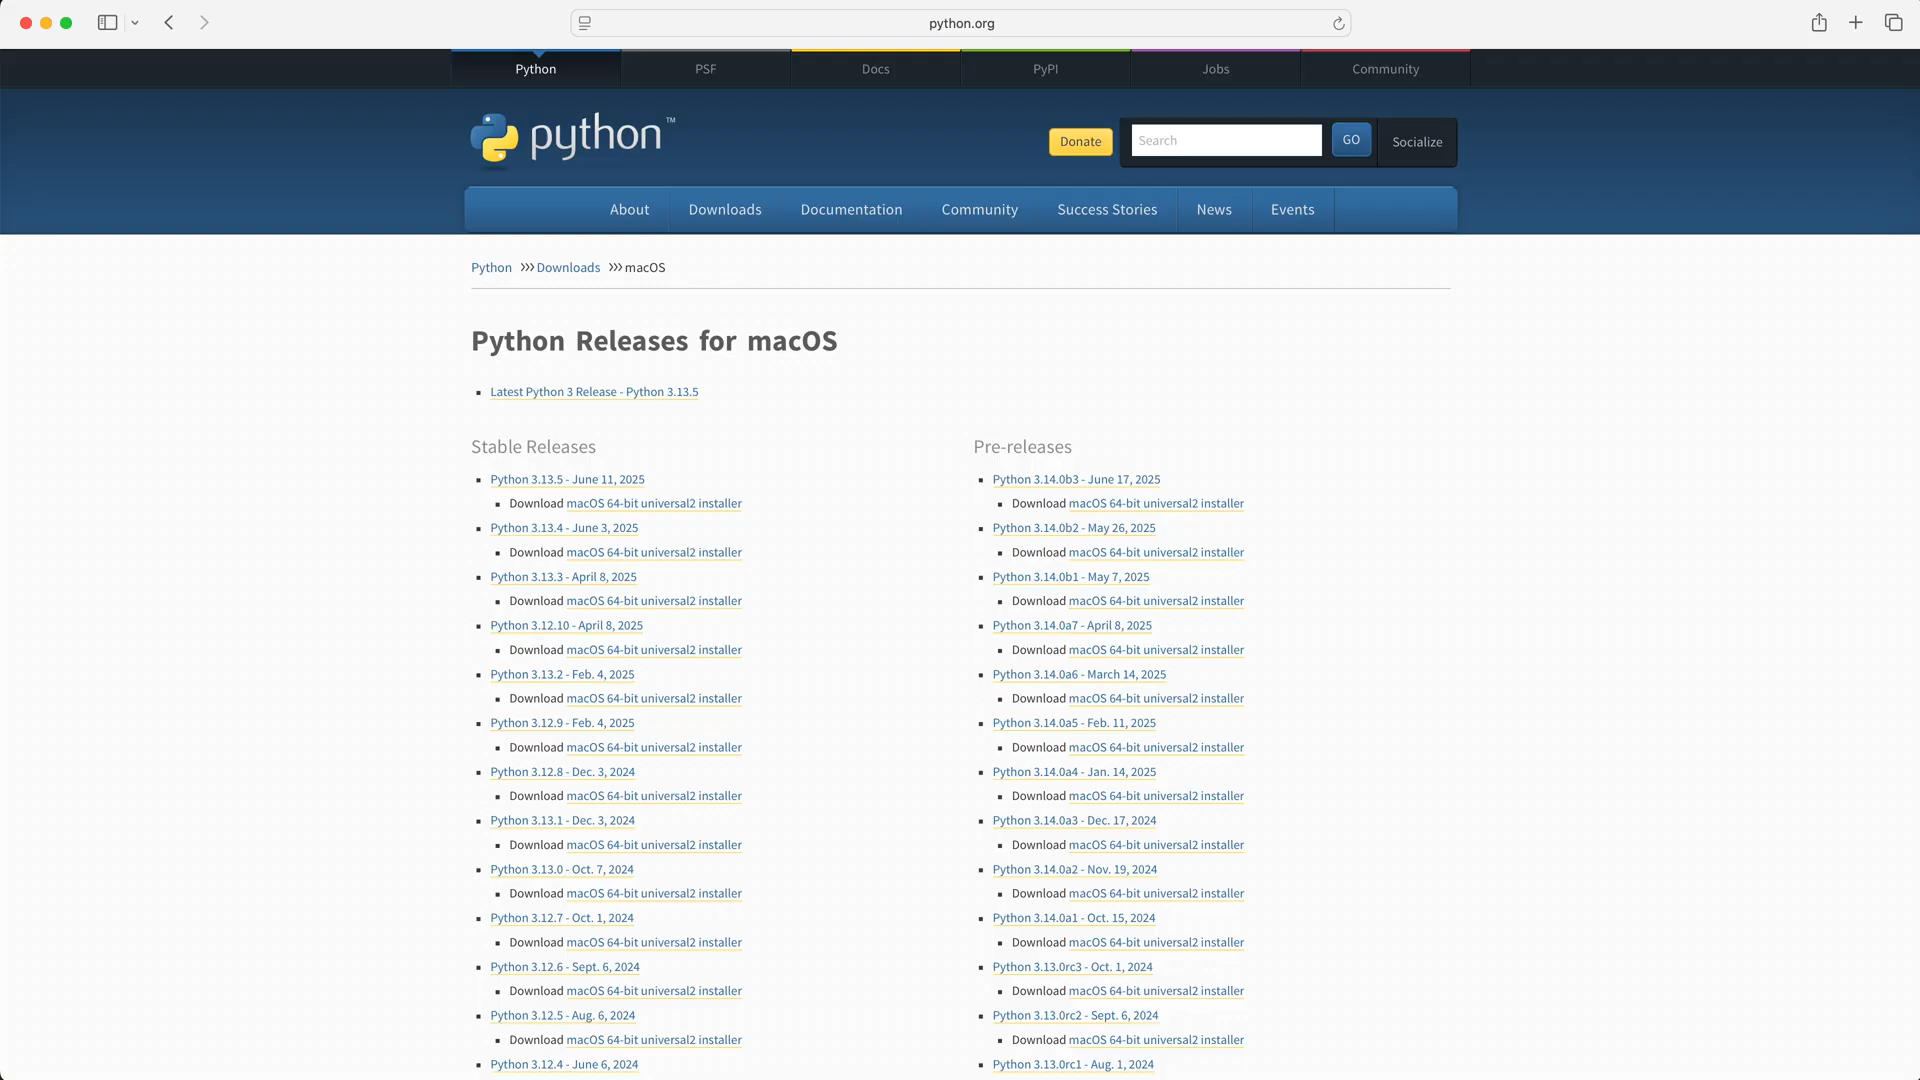 python.org
Python PSF Docs PyPI Jobs Community
python™
Donate Search GO Socialize
About Downloads Documentation Community Success Stories News Events
Python >>> Downloads >>> macOS
Python Releases for macOS
Latest Python 3 Release - Python 3.13.5
Stable Releases
Python 3.13.5 - June 11, 2025
Download macOS 64-bit universal2 installer
Python 3.13.4 - June 3, 2025
Download macOS 64-bit universal2 installer
Python 3.13.3 - April 8, 2025
Download macOS 64-bit universal2 installer
Python 3.12.10 - April 8, 2025
Download macOS 64-bit universal2 installer
Python 3.13.2 - Feb. 4, 2025
Download macOS 64-bit universal2 installer
Python 3.12.9 - Feb. 4, 2025
Download macOS 64-bit universal2 installer
Python 3.12.8 - Dec. 3, 2024
Download macOS 64-bit universal2 installer
Python 3.13.1 - Dec. 3, 2024
Download macOS 64-bit universal2 installer
Python 3.13.0 - Oct. 7, 2024
Download macOS 64-bit universal2 installer
Python 3.12.7 - Oct. 1, 2024
Download macOS 64-bit universal2 installer
Python 3.12.6 - Sept. 6, 2024
Download macOS 64-bit universal2 installer
Python 3.12.5 - Aug. 6, 2024
Download macOS 64-bit universal2 installer
Python 3.12.4 - June 6, 2024
Pre-releases
Python 3.14.0b3 - June 17, 2025
Download macOS 64-bit universal2 installer
Python 3.14.0b2 - May 26, 2025
Download macOS 64-bit universal2 installer
Python 3.14.0b1 - May 7, 2025
Download macOS 64-bit universal2 installer
Python 3.14.0a7 - April 8, 2025
Download macOS 64-bit universal2 installer
Python 3.14.0a6 - March 14, 2025
Download macOS 64-bit universal2 installer
Python 3.14.0a5 - Feb. 11, 2025
Download macOS 64-bit universal2 installer
Python 3.14.0a4 - Jan. 14, 2025
Download macOS 64-bit universal2 installer
Python 3.14.0a3 - Dec. 17, 2024
Download macOS 64-bit universal2 installer
Python 3.14.0a2 - Nov. 19, 2024
Download macOS 64-bit universal2 installer
Python 3.14.0a1 - Oct. 15, 2024
Download macOS 64-bit universal2 installer
Python 3.13.0rc3 - Oct. 1, 2024
Download macOS 64-bit universal2 installer
Python 3.13.0rc2 - Sept. 6, 2024
Download macOS 64-bit universal2 installer
Python 3.13.0rc1 - Aug. 1, 2024